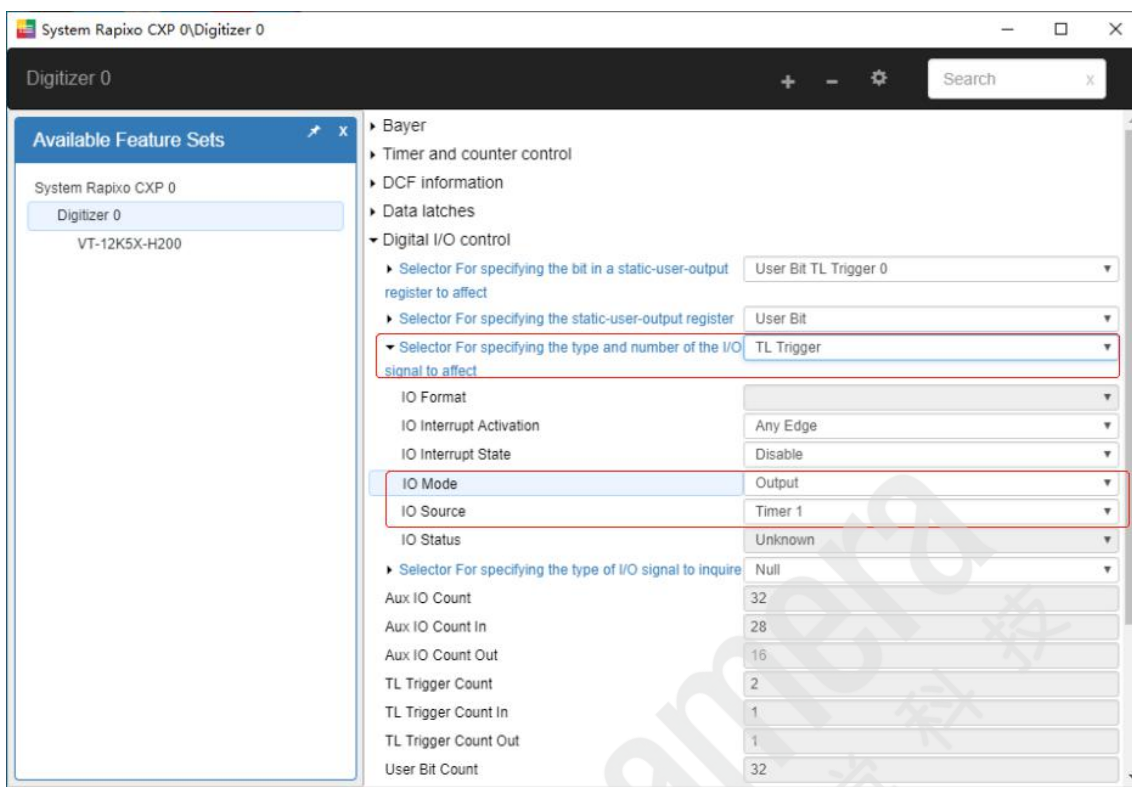 System Rapixo CXP 0\Digitizer 0
Digitizer 0
Search
Available Feature Sets
System Rapixo CXP 0
Digitizer 0
VT-12K5X-H200
Bayer
Timer and counter control
DCF information
Data latches
Digital I/O control
Selector For specifying the bit in a static-user-output User Bit TL Trigger 0
register to affect
Selector For specifying the static-user-output register User Bit
Selector For specifying the type and number of the I/O TL Trigger
signal to affect
IO Format
IO Interrupt Activation Any Edge
IO Interrupt State Disable
IO Mode Output
IO Source Timer 1
IO Status Unknown
Selector For specifying the type of I/O signal to inquire Null
Aux IO Count 32
Aux IO Count In 28
Aux IO Count Out 16
TL Trigger Count 2
TL Trigger Count In 1
TL Trigger Count Out 1
User Bit Count 32
amera
科技